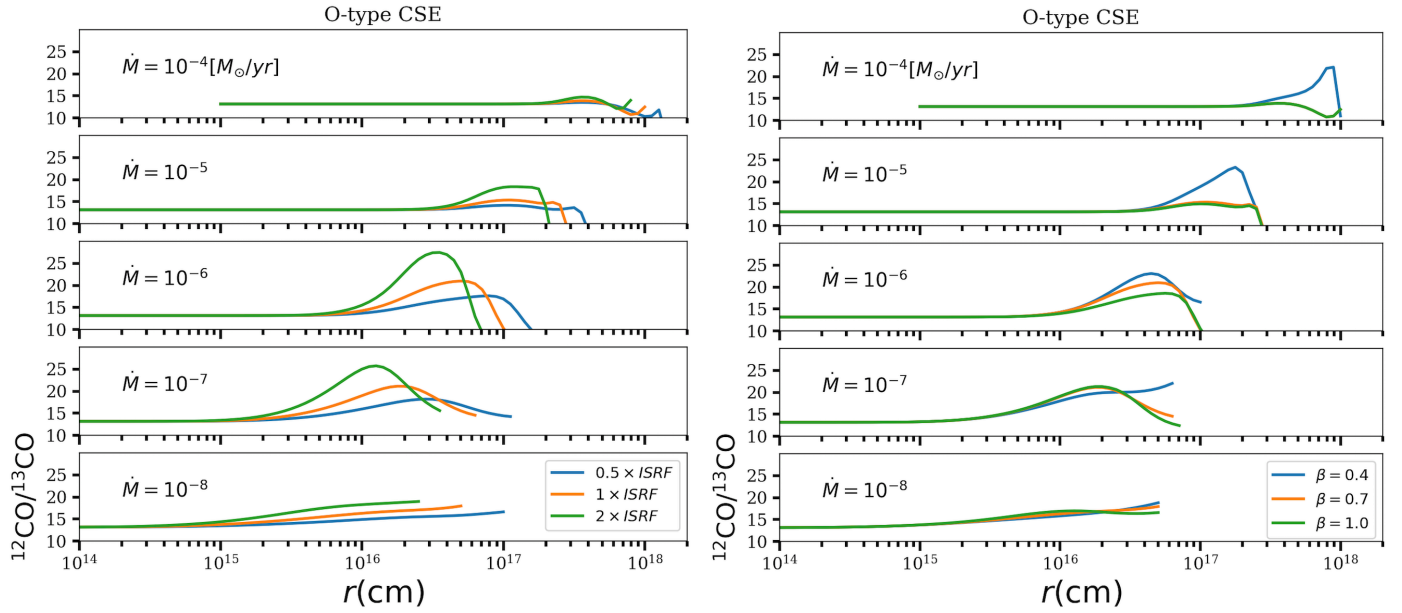 O-type CSE
25
20
15
10
Ṁ = 10⁻⁴[M⊙/yr]
25
20
15
10
Ṁ = 10⁻⁵
25
20
15
10
Ṁ = 10⁻⁶
25
20
15
10
Ṁ = 10⁻⁷
25
20
15
10
Ṁ = 10⁻⁸
0.5 × ISRF
1 × ISRF
2 × ISRF
¹²CO/¹³CO
10¹⁴ 10¹⁵ 10¹⁶ 10¹⁷ 10¹⁸
r(cm)
O-type CSE
25
20
15
10
Ṁ = 10⁻⁴[M⊙/yr]
25
20
15
10
Ṁ = 10⁻⁵
25
20
15
10
Ṁ = 10⁻⁶
25
20
15
10
Ṁ = 10⁻⁷
25
20
15
10
Ṁ = 10⁻⁸
β = 0.4
β = 0.7
β = 1.0
¹²CO/¹³CO
10¹⁴ 10¹⁵ 10¹⁶ 10¹⁷ 10¹⁸
r(cm)